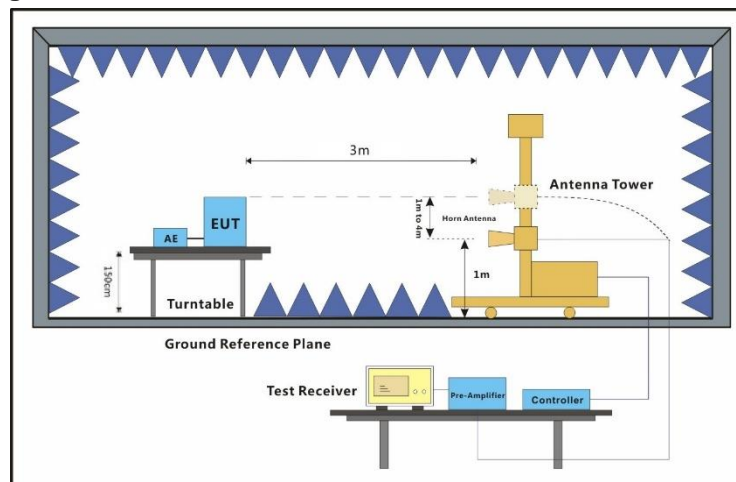 3m
Antenna Tower
EUT
1m to 4m
Horn Antenna
AE
150cm
1m
Turntable
Ground Reference Plane
Test Receiver
Pre-Amplifier
Controller